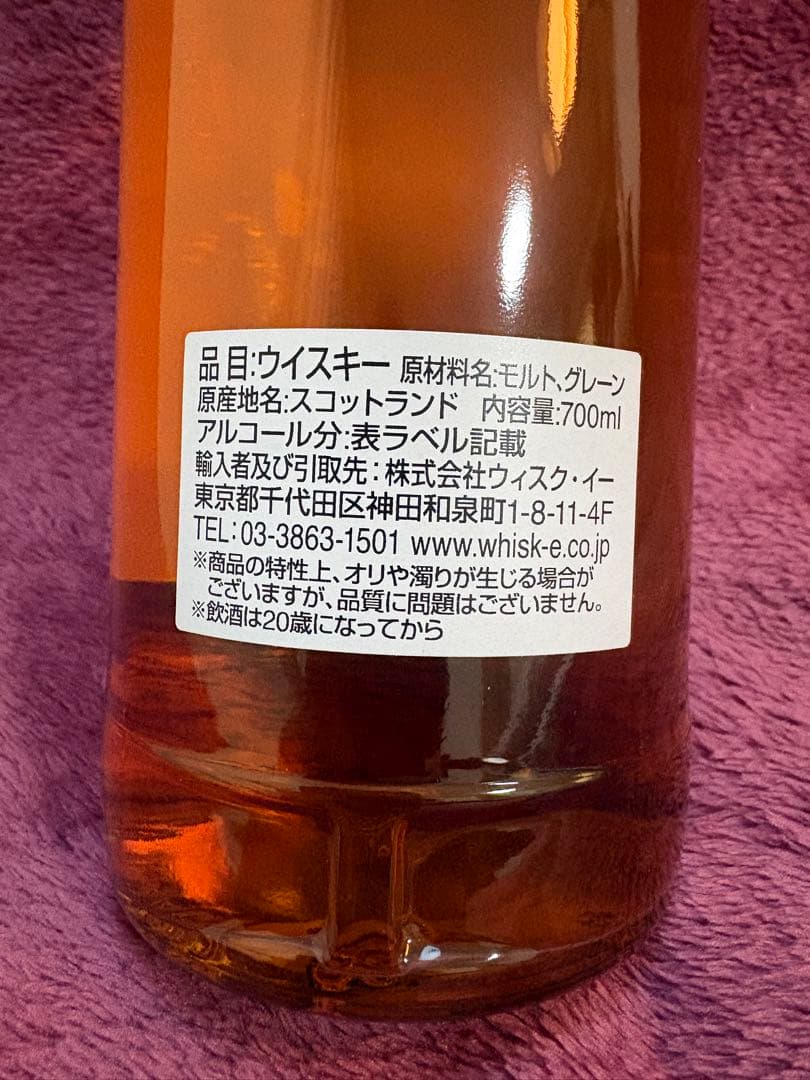 品目:ウイスキー 原材料名:モルト、グレーン
原産地名:スコットランド 内容量:700ml
アルコール分:表ラベル記載
輸入者及び引取先:株式会社ウィスク・イー
東京都千代田区神田和泉町1-8-11-4F
TEL:03-3863-1501 www.whisk-e.co.jp
※商品の特性上、オリや濁りが生じる場合が
ございますが、品質に問題はございません。
※飲酒は20歳になってから